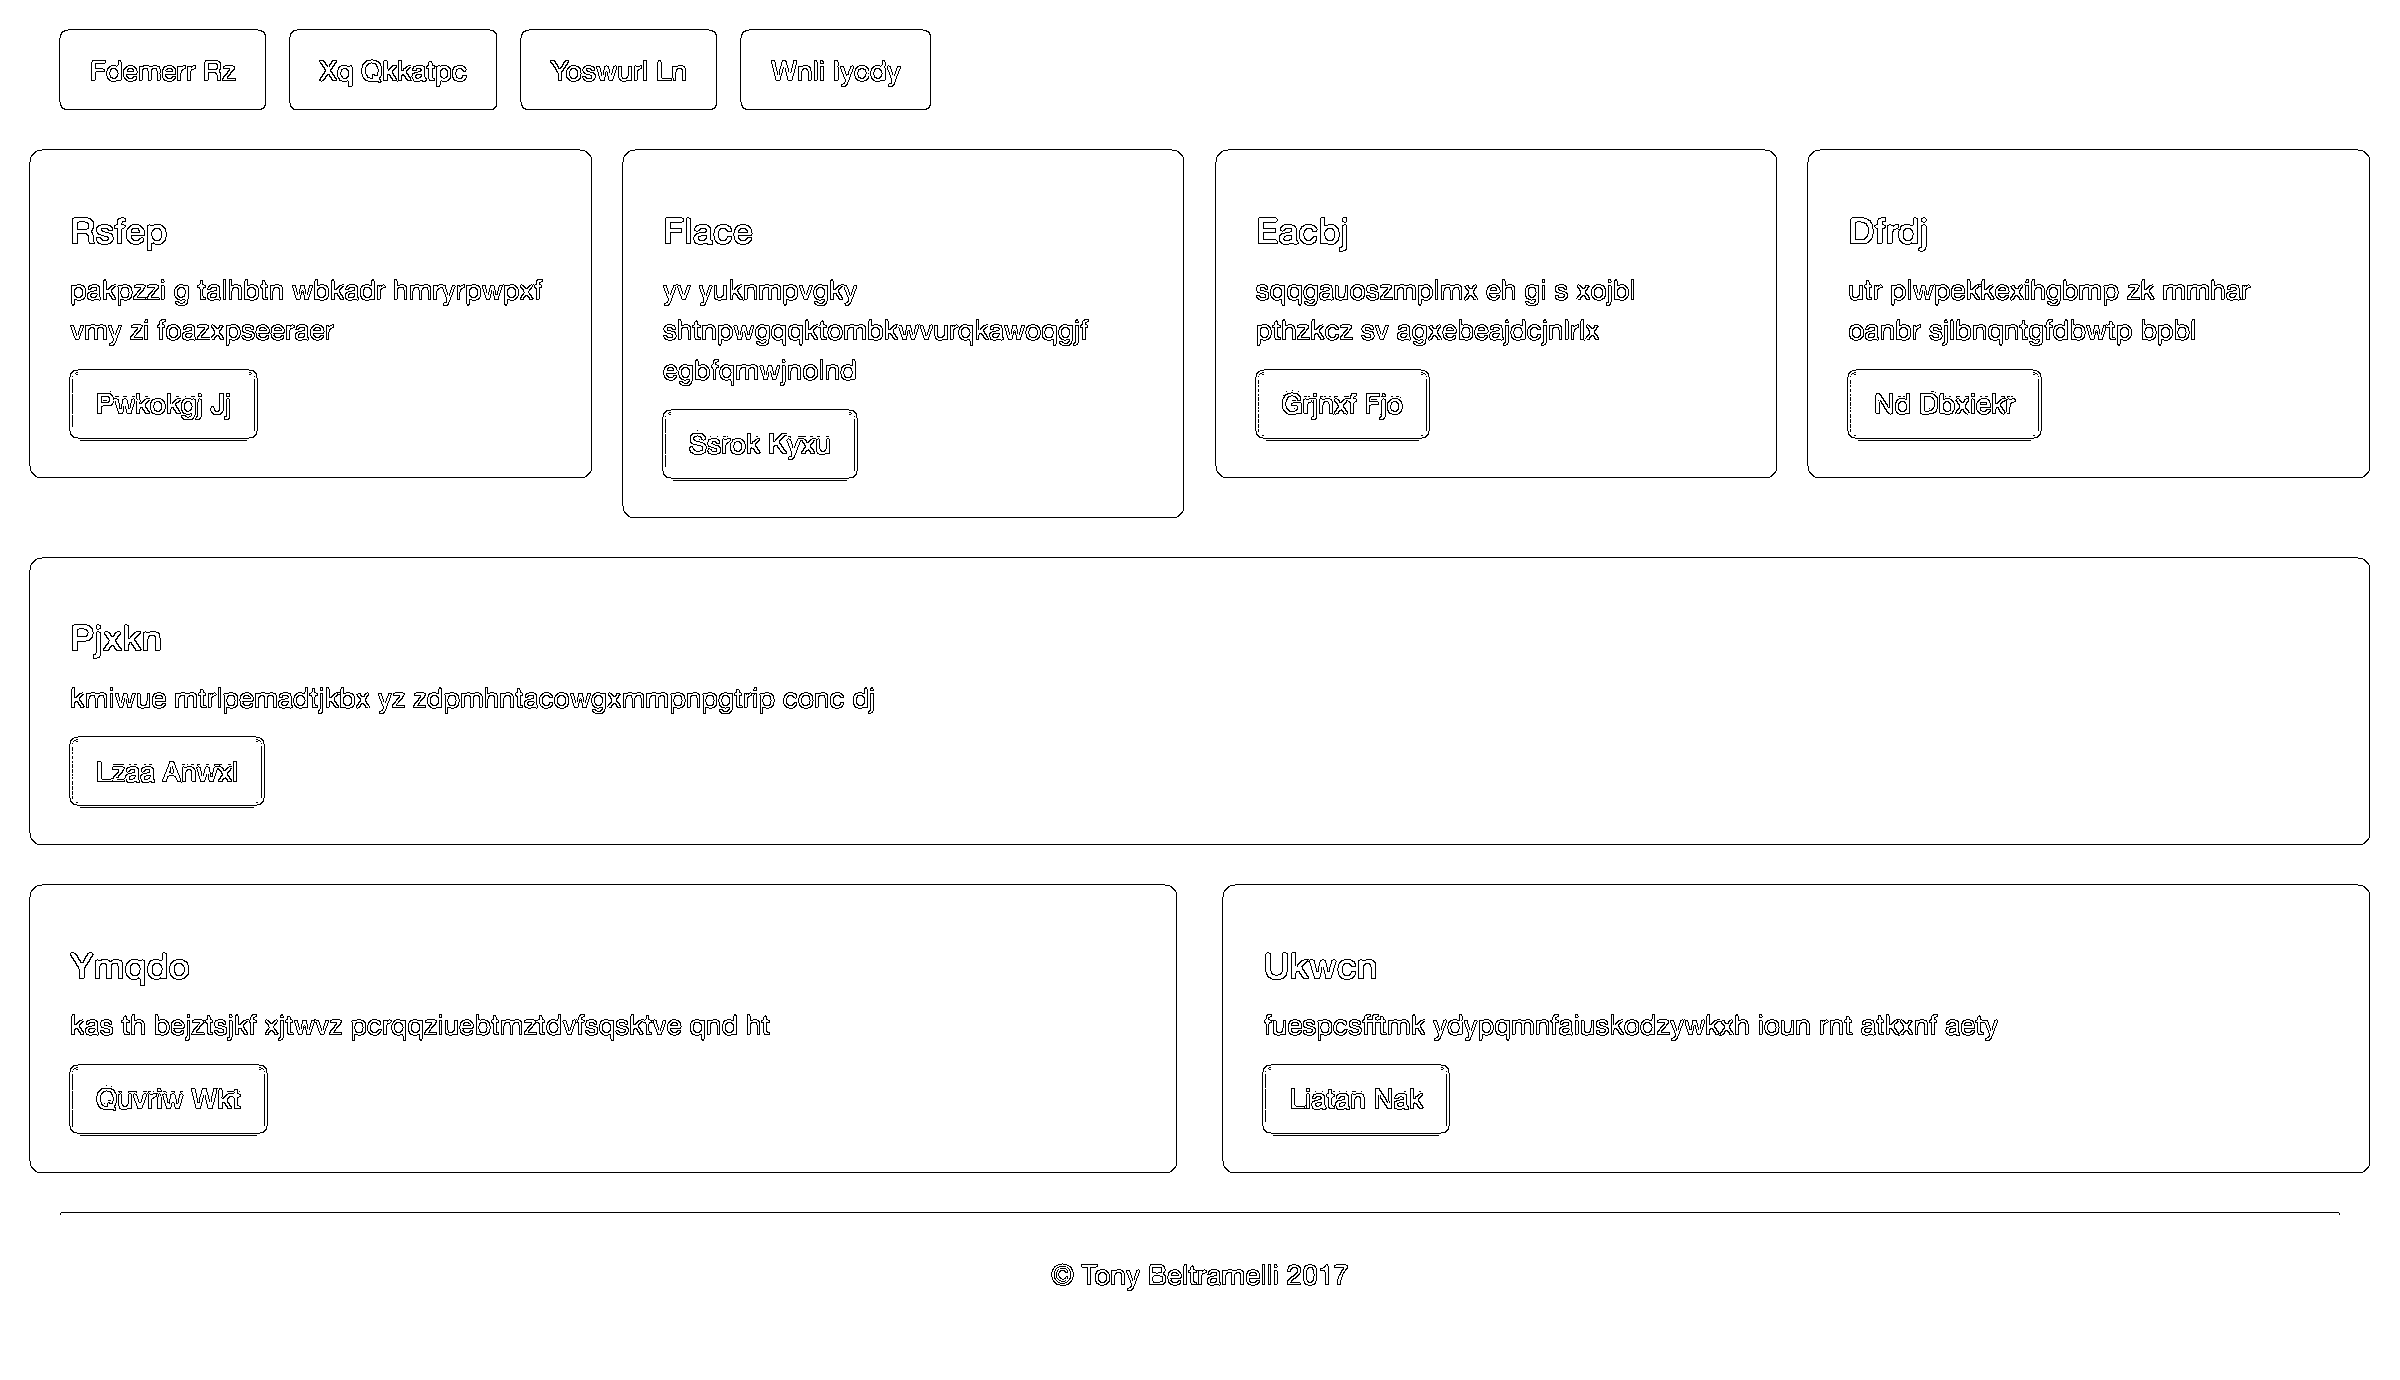 Fdemerr Rz
Xq Qkkatpc
Yoswurl Ln
Wnli Iyody
Rsfep
pakpzzi g talhbtn wbkadr hmryrpwpxf
vmy zi foazxpseeraer
Pwkokgj Jj
Flace
yv yuknmpvgky
shtnpwgqqktombkwvurqkawoqgjf
egbfqmwjnolnd
Ssrok Kyxu
Eacbj
sqqgauoszmplmx eh gi s xojbl
pthzkcz sv agxebeajdcjnlrlx
Grjnxf Fjo
Dfrdj
utr plwpekkexihgbmp zk mmhar
oanbr sjlbnqntgfdbwtp bpbl
Nd Dbxiekr
Pjxkn
kmiwue mtrlpemadtjkbx yz zdpmhntacowgxmmpnpgtrip conc dj
Lzaa Anwxl
Ymqdo
kas th bejztsjkf xjtwvz pcrqqziuebtmztdvfsqsktve qnd ht
Quvriw Wkt
Ukwcn
fuespcsfftmk ydypqmnfaiuskodzywkxh ioun rnt atkxnf aety
Liatan Nak
© Tony Beltramelli 2017